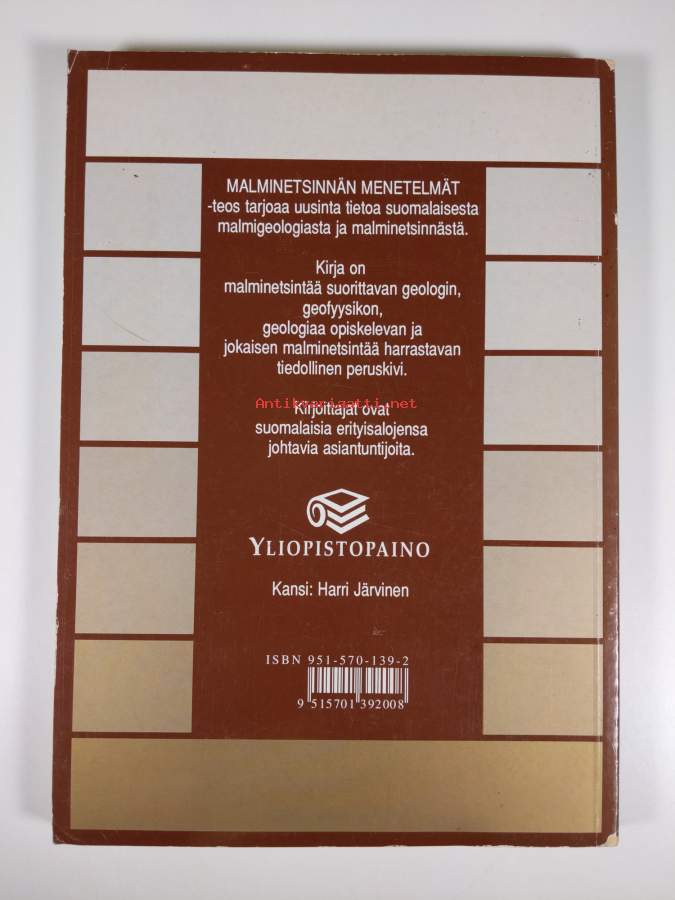 MALMINETSINNÄN MENETELMÄT
-teos tarjoaa uusinta tietoa suomalaisesta
malmigeologiasta ja malminetsinnästä.
Kirja on
malminetsintää suorittavan geologin,
geofyysikon,
geologiaa opiskelevan ja
jokaisen malminetsintää harrastavan
tiedollinen peruskivi.
Antikvariaatti.net
Kirjoittajat ovat
suomalaisia erityisalojensa
johtavia asiantuntijoita.
YLIOPISTOPAINO
Kansi: Harri Järvinen
ISBN 951-570-139-2
9 515701 392008